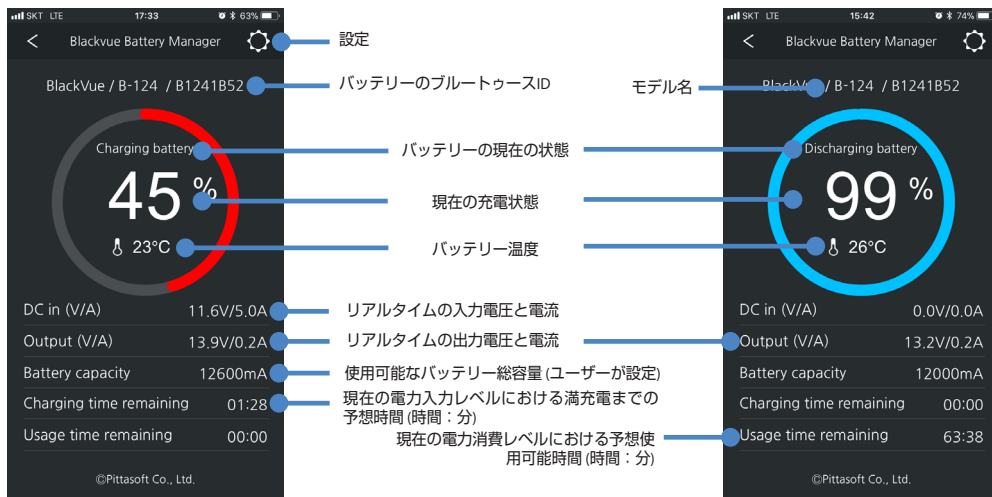 SKT LTE 17:33 63%
Blackvue Battery Manager
BlackVue / B-124 / B1241B52
Charging battery
45 %
23°C
DC in (V/A) 11.6V/5.0A
Output (V/A) 13.9V/0.2A
Battery capacity 12600mA
Charging time remaining 01:28
Usage time remaining 00:00
©Pittasoft Co., Ltd.
設定
バッテリーのブルートゥースID
モデル名
バッテリーの現在の状態
現在の充電状態
バッテリー温度
リアルタイムの入力電圧と電流
リアルタイムの出力電圧と電流
使用可能なバッテリー総容量 (ユーザーが設定)
現在の電力入力レベルにおける満充電までの
予想時間 (時間：分)
現在の電力消費レベルにおける予想使
用可能時間 (時間：分)
SKT LTE 15:42 74%
Blackvue Battery Manager
BlackVue / B-124 / B1241B52
Discharging battery
99 %
26°C
DC in (V/A) 0.0V/0.0A
Output (V/A) 13.2V/0.2A
Battery capacity 12000mA
Charging time remaining 00:00
Usage time remaining 63:38
©Pittasoft Co., Ltd.